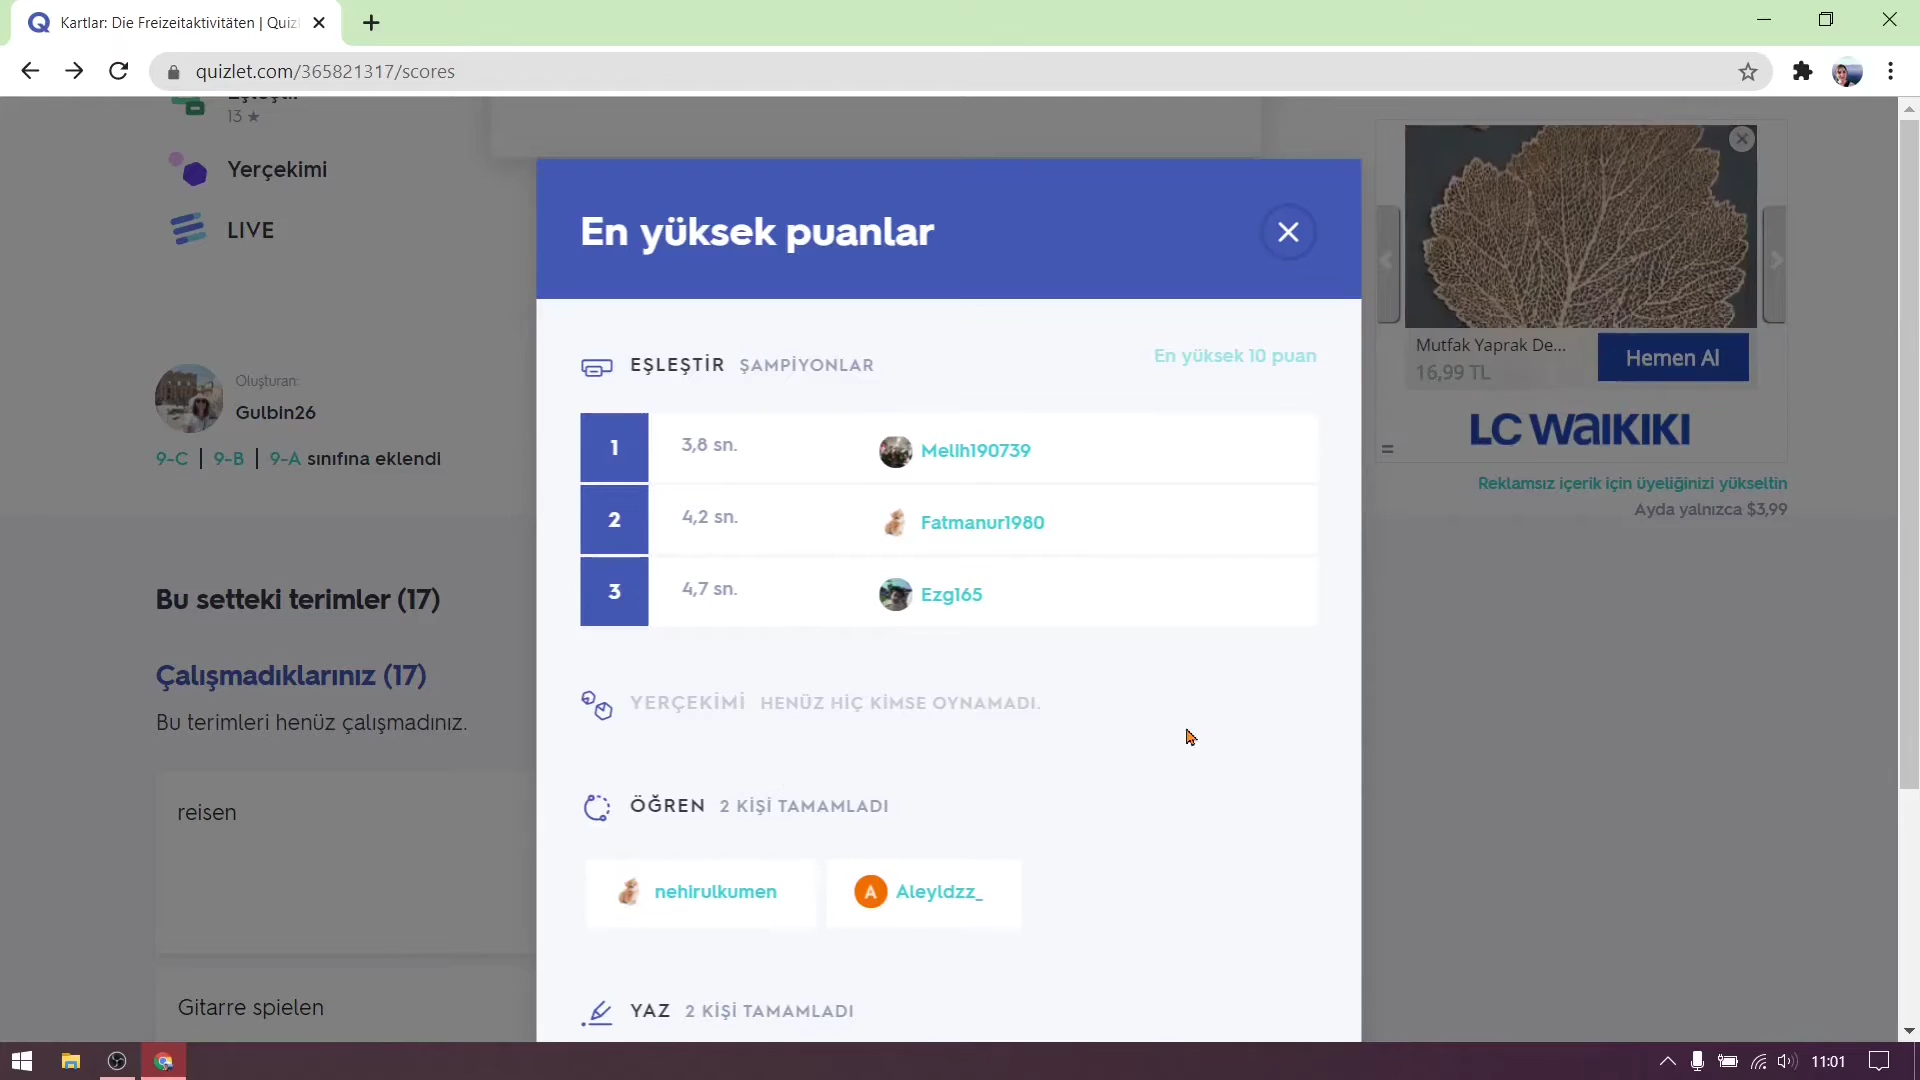 Kartlar: Die Freizeitaktivitäten | Quiz
quizlet.com/365821317/scores
Eşleştir
13 ★
Yerçekimi
LIVE
Oluşturan:
Gulbin26
9-C | 9-B | 9-A sınıfına eklendi
Bu setteki terimler (17)
Çalışmadıklarınız (17)
Bu terimleri henüz çalışmadınız.
reisen
Gitarre spielen
En yüksek puanlar
EŞLEŞTİR ŞAMPİYONLAR
En yüksek 10 puan
1 3,8 sn. Melih190739
2 4,2 sn. Fatmanur1980
3 4,7 sn. Ezg165
YERÇEKİMİ HENÜZ HİÇ KİMSE OYNAMADI.
ÖĞREN 2 KİŞİ TAMAMLADI
nehirulkumen
A Aleyldzz_
YAZ 2 KİŞİ TAMAMLADI
Mutfak Yaprak De...
16,99 TL
Hemen Al
LC WAIKIKI
Reklamsız içerik için üyeliğinizi yükseltin
Ayda yalnızca $3,99
11:01